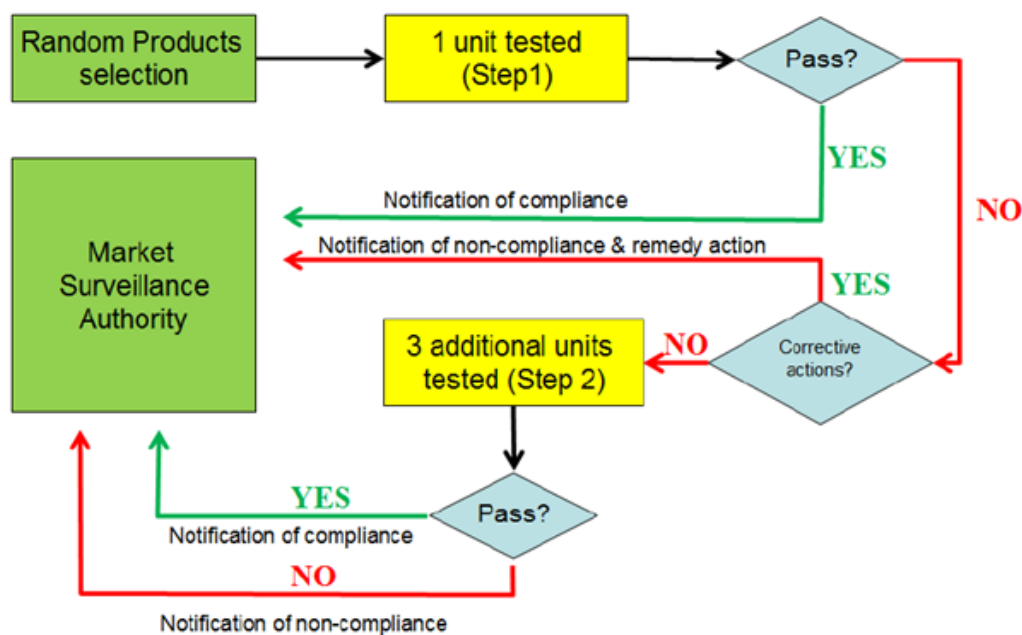 Random Products
selection
1 unit tested
(Step1)
Pass?
YES
NO
Notification of compliance
Notification of non-compliance & remedy action
YES
Market
Surveillance
Authority
3 additional units
tested (Step 2)
NO
Corrective
actions?
YES
Pass?
Notification of compliance
NO
Notification of non-compliance